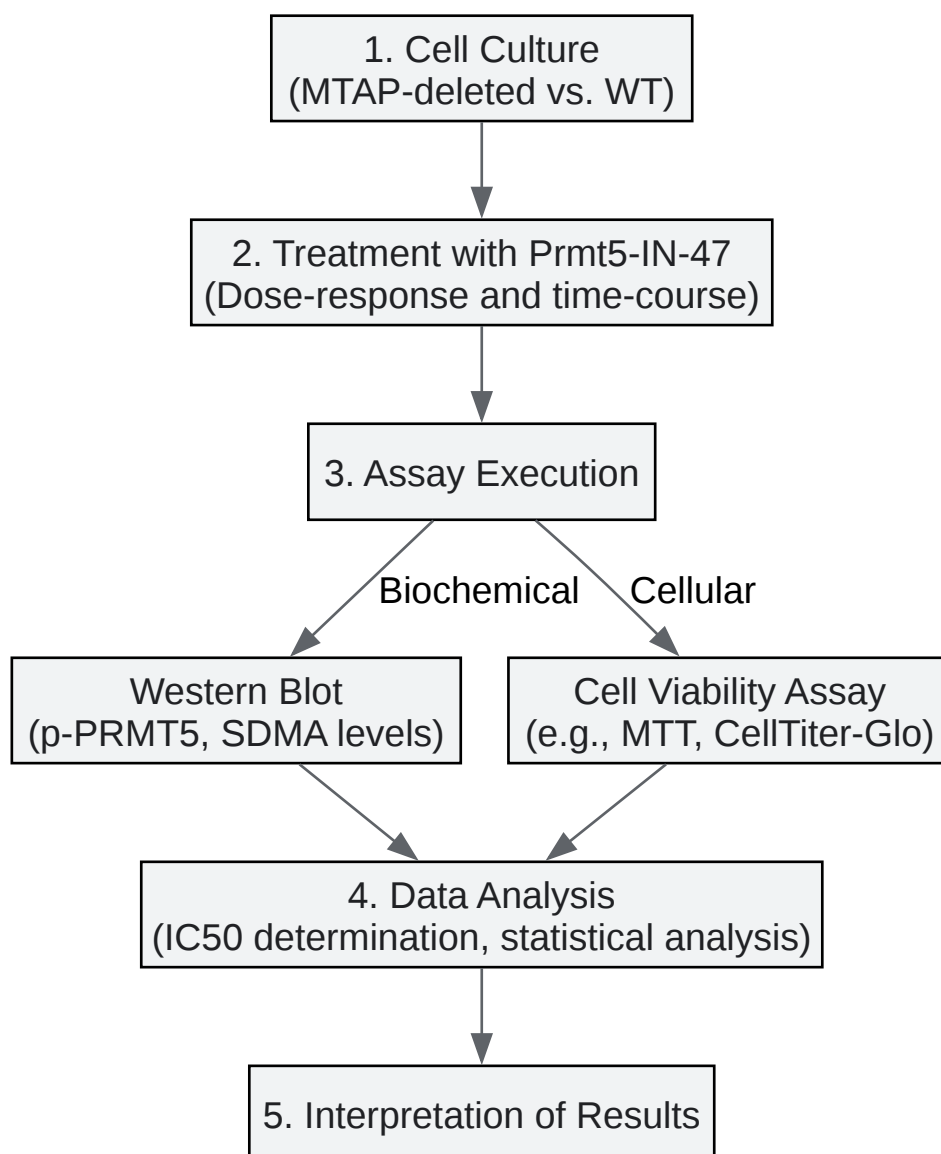 1. Cell Culture
(MTAP-deleted vs. WT)
2. Treatment with Prmt5-IN-47
(Dose-response and time-course)
3. Assay Execution
Biochemical
Cellular
Western Blot
(p-PRMT5, SDMA levels)
Cell Viability Assay
(e.g., MTT, CellTiter-Glo)
4. Data Analysis
(IC50 determination, statistical analysis)
5. Interpretation of Results